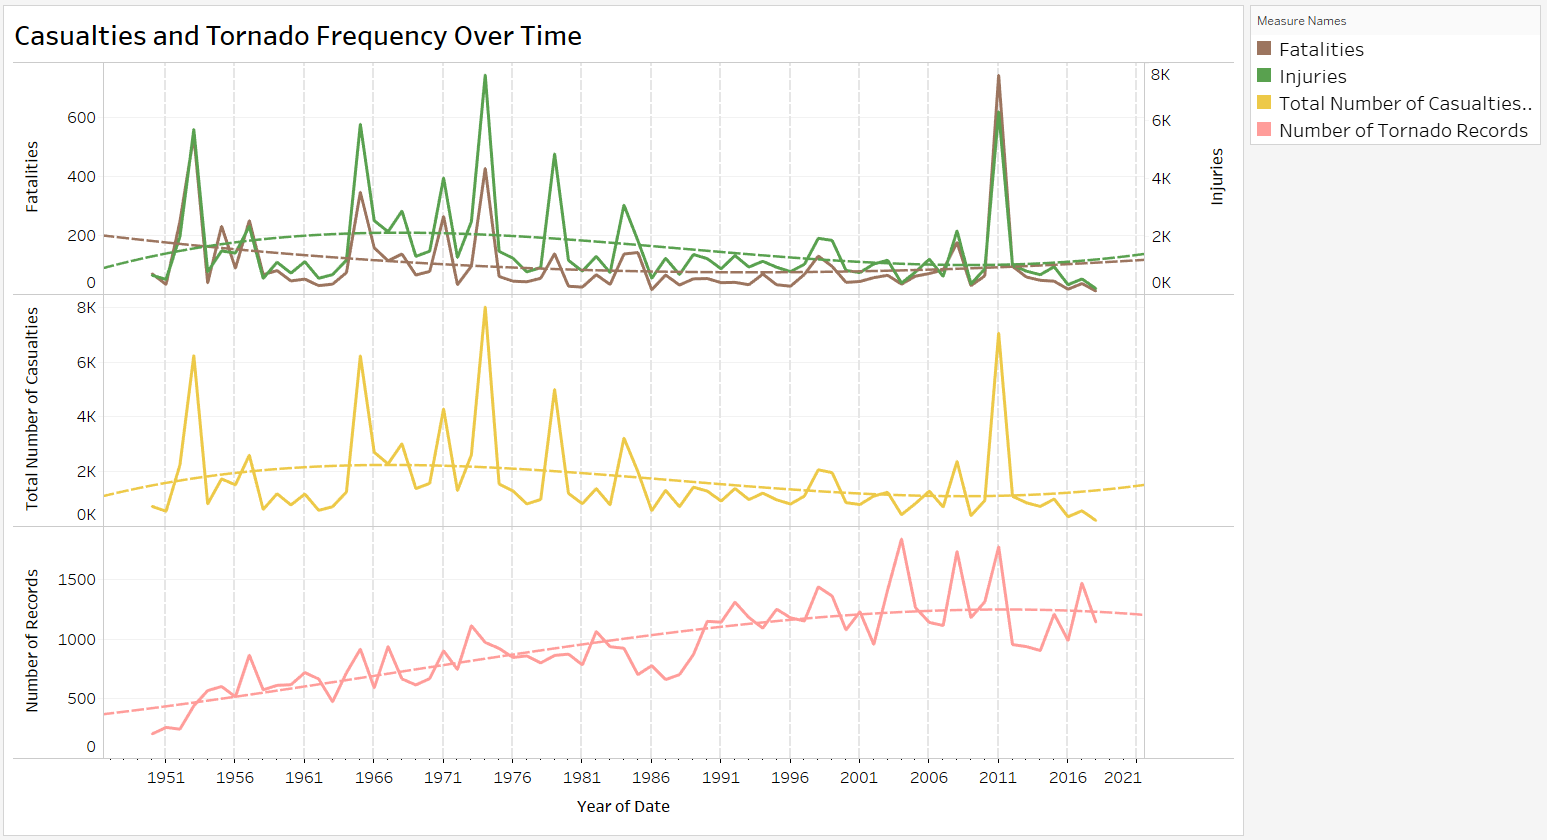 Casualties and Tornado Frequency Over Time
Measure Names
Fatalities
Injuries
Total Number of Casualties..
Number of Tornado Records
Fatalities
600
400
200
0
8K
6K
4K
2K
0K
Injuries
Total Number of Casualties
8K
6K
4K
2K
0K
Number of Records
1500
1000
500
0
1951 1956 1961 1966 1971 1976 1981 1986 1991 1996 2001 2006 2011 2016 2021
Year of Date